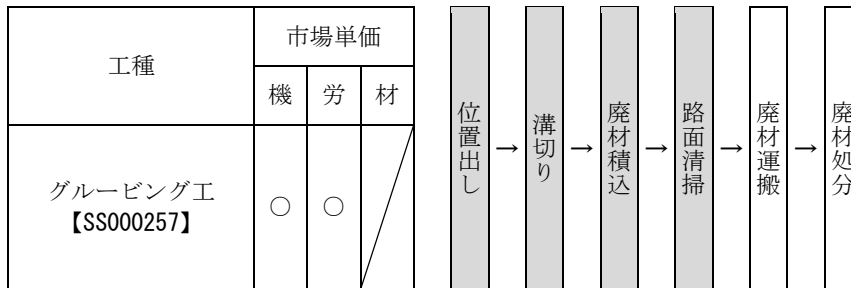 工種
市場単価
機 労 材
グルービング工
【SS000257】
○ ○
位置出し → 溝切り → 廃材積込 → 路面清掃 → 廃材運搬 → 廃材処分